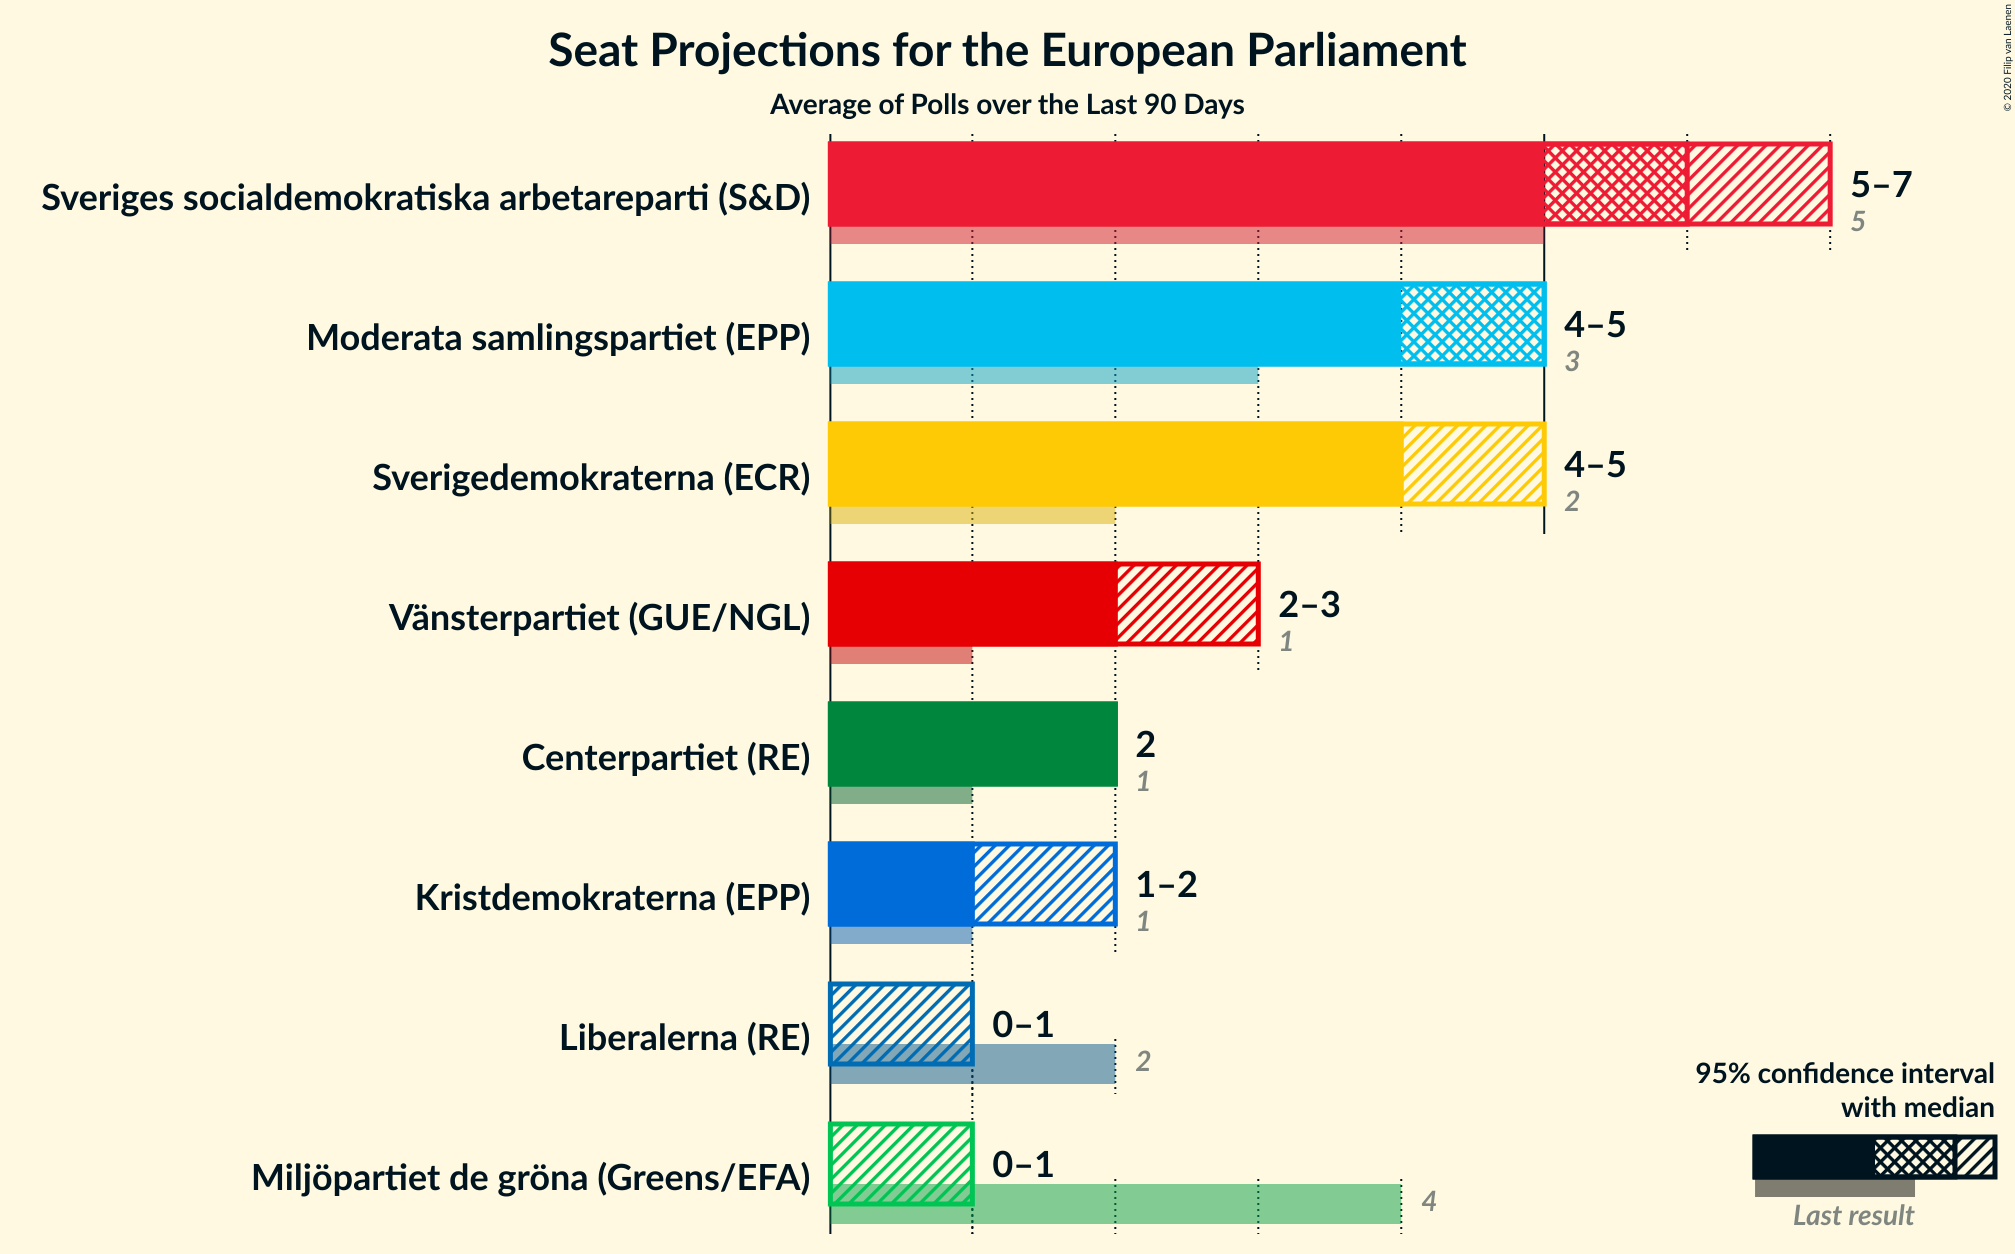 Seat Projections for the European Parliament
Average of Polls over the Last 90 Days
© 2020 Filip van Laenen
Sveriges socialdemokratiska arbetareparti (S&D)
5–7
5
Moderata samlingspartiet (EPP)
4–5
3
Sverigedemokraterna (ECR)
4–5
2
Vänsterpartiet (GUE/NGL)
2–3
1
Centerpartiet (RE)
2
1
Kristdemokraterna (EPP)
1–2
1
Liberalerna (RE)
0–1
2
Miljöpartiet de gröna (Greens/EFA)
0–1
4
95% confidence interval
with median
Last result